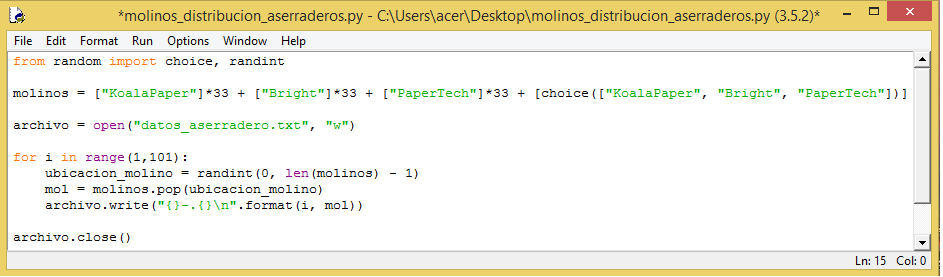 *molinos_distribucion_aserraderos.py - C:\Users\acer\Desktop\molinos_distribucion_aserraderos.py (3.5.2)*
File Edit Format Run Options Window Help
from random import choice, randint
molinos = ["KoalaPaper"]*33 + ["Bright"]*33 + ["PaperTech"]*33 + [choice(["KoalaPaper", "Bright", "PaperTech"])]
archivo = open("datos_aserradero.txt", "w")
for i in range(1,101):
    ubicacion_molino = randint(0, len(molinos) - 1)
    mol = molinos.pop(ubicacion_molino)
    archivo.write("{}-.{}\n".format(i, mol))
archivo.close()
Ln: 15 Col: 0